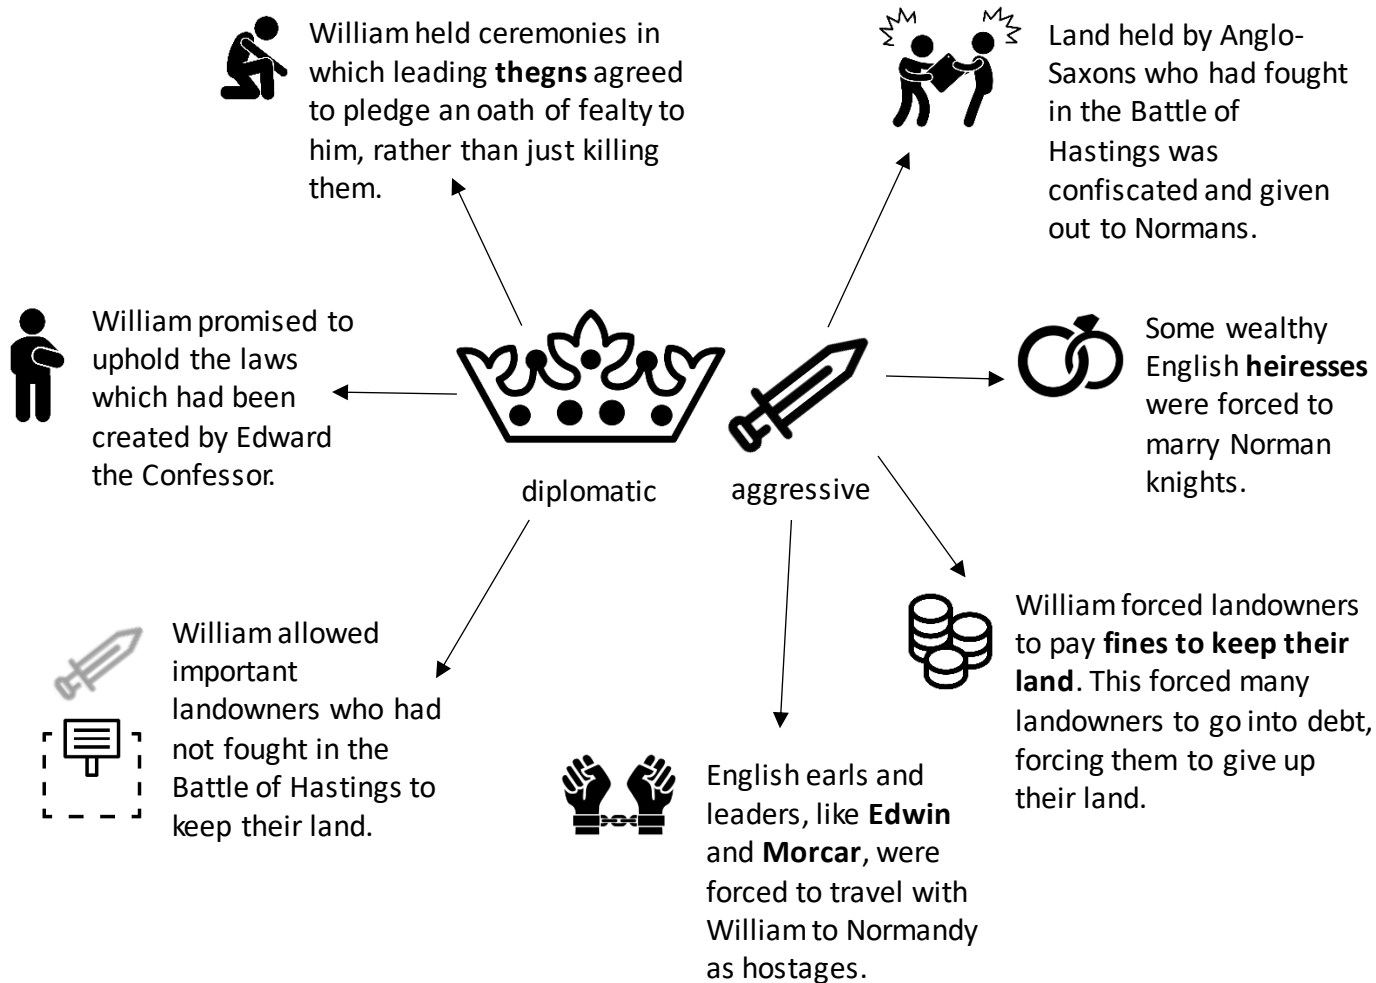 William held ceremonies in
which leading thegns agreed
to pledge an oath of fealty to
him, rather than just killing
them.
Land held by Anglo-
Saxons who had fought
in the Battle of
Hastings was
confiscated and given
out to Normans.
William promised to
uphold the laws
which had been
created by Edward
the Confessor.
Some wealthy
English heiresses
were forced to
marry Norman
knights.
diplomatic
aggressive
William allowed
important
landowners who had
not fought in the
Battle of Hastings to
keep their land.
English earls and
leaders, like Edwin
and Morcar, were
forced to travel with
William to Normandy
as hostages.
William forced landowners
to pay fines to keep their
land. This forced many
landowners to go into debt,
forcing them to give up
their land.